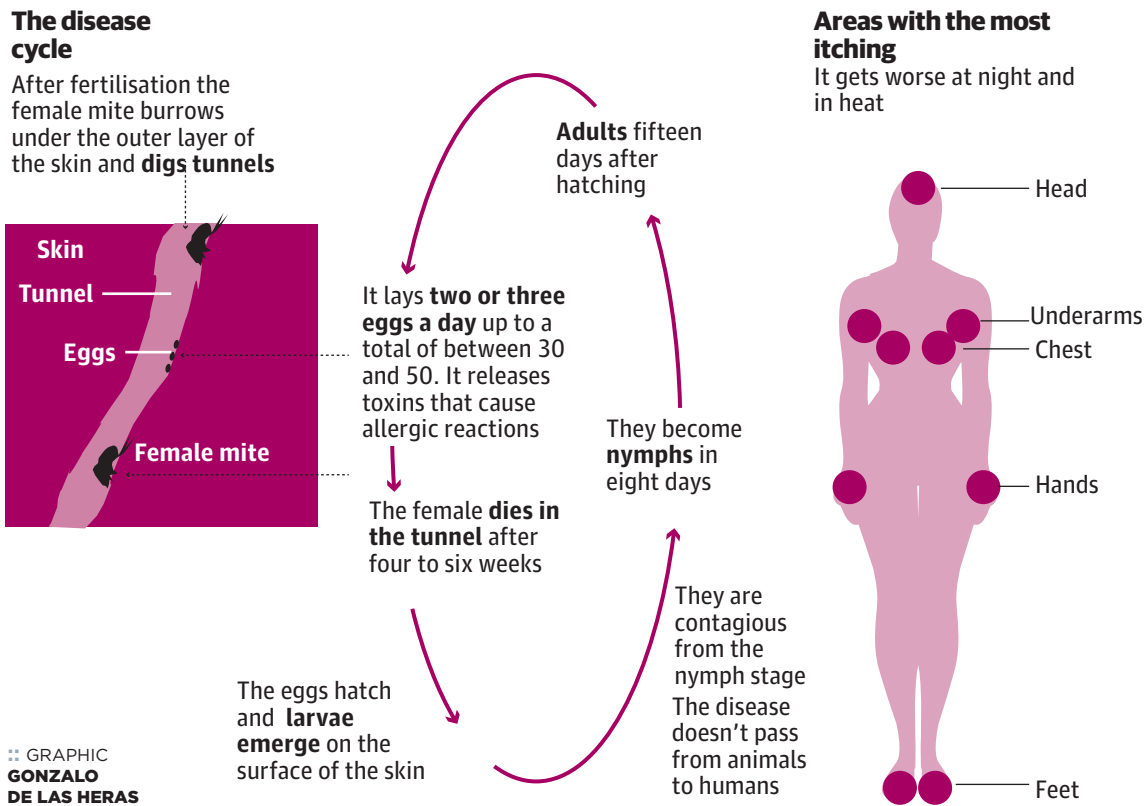 The disease
cycle
After fertilisation the
female mite burrows
under the outer layer of
the skin and digs tunnels
Skin
Tunnel
Eggs
Female mite
Adults fifteen
days after
hatching
It lays two or three
eggs a day up to a
total of between 30
and 50. It releases
toxins that cause
allergic reactions
The female dies in
the tunnel after
four to six weeks
The eggs hatch
and larvae
emerge on the
surface of the skin
They become
nymphs in
eight days
They are
contagious
from the
nymph stage
The disease
doesn't pass
from animals
to humans
Areas with the most
itching
It gets worse at night and
in heat
Head
Underarms
Chest
Hands
Feet
:: GRAPHIC
GONZALO
DE LAS HERAS